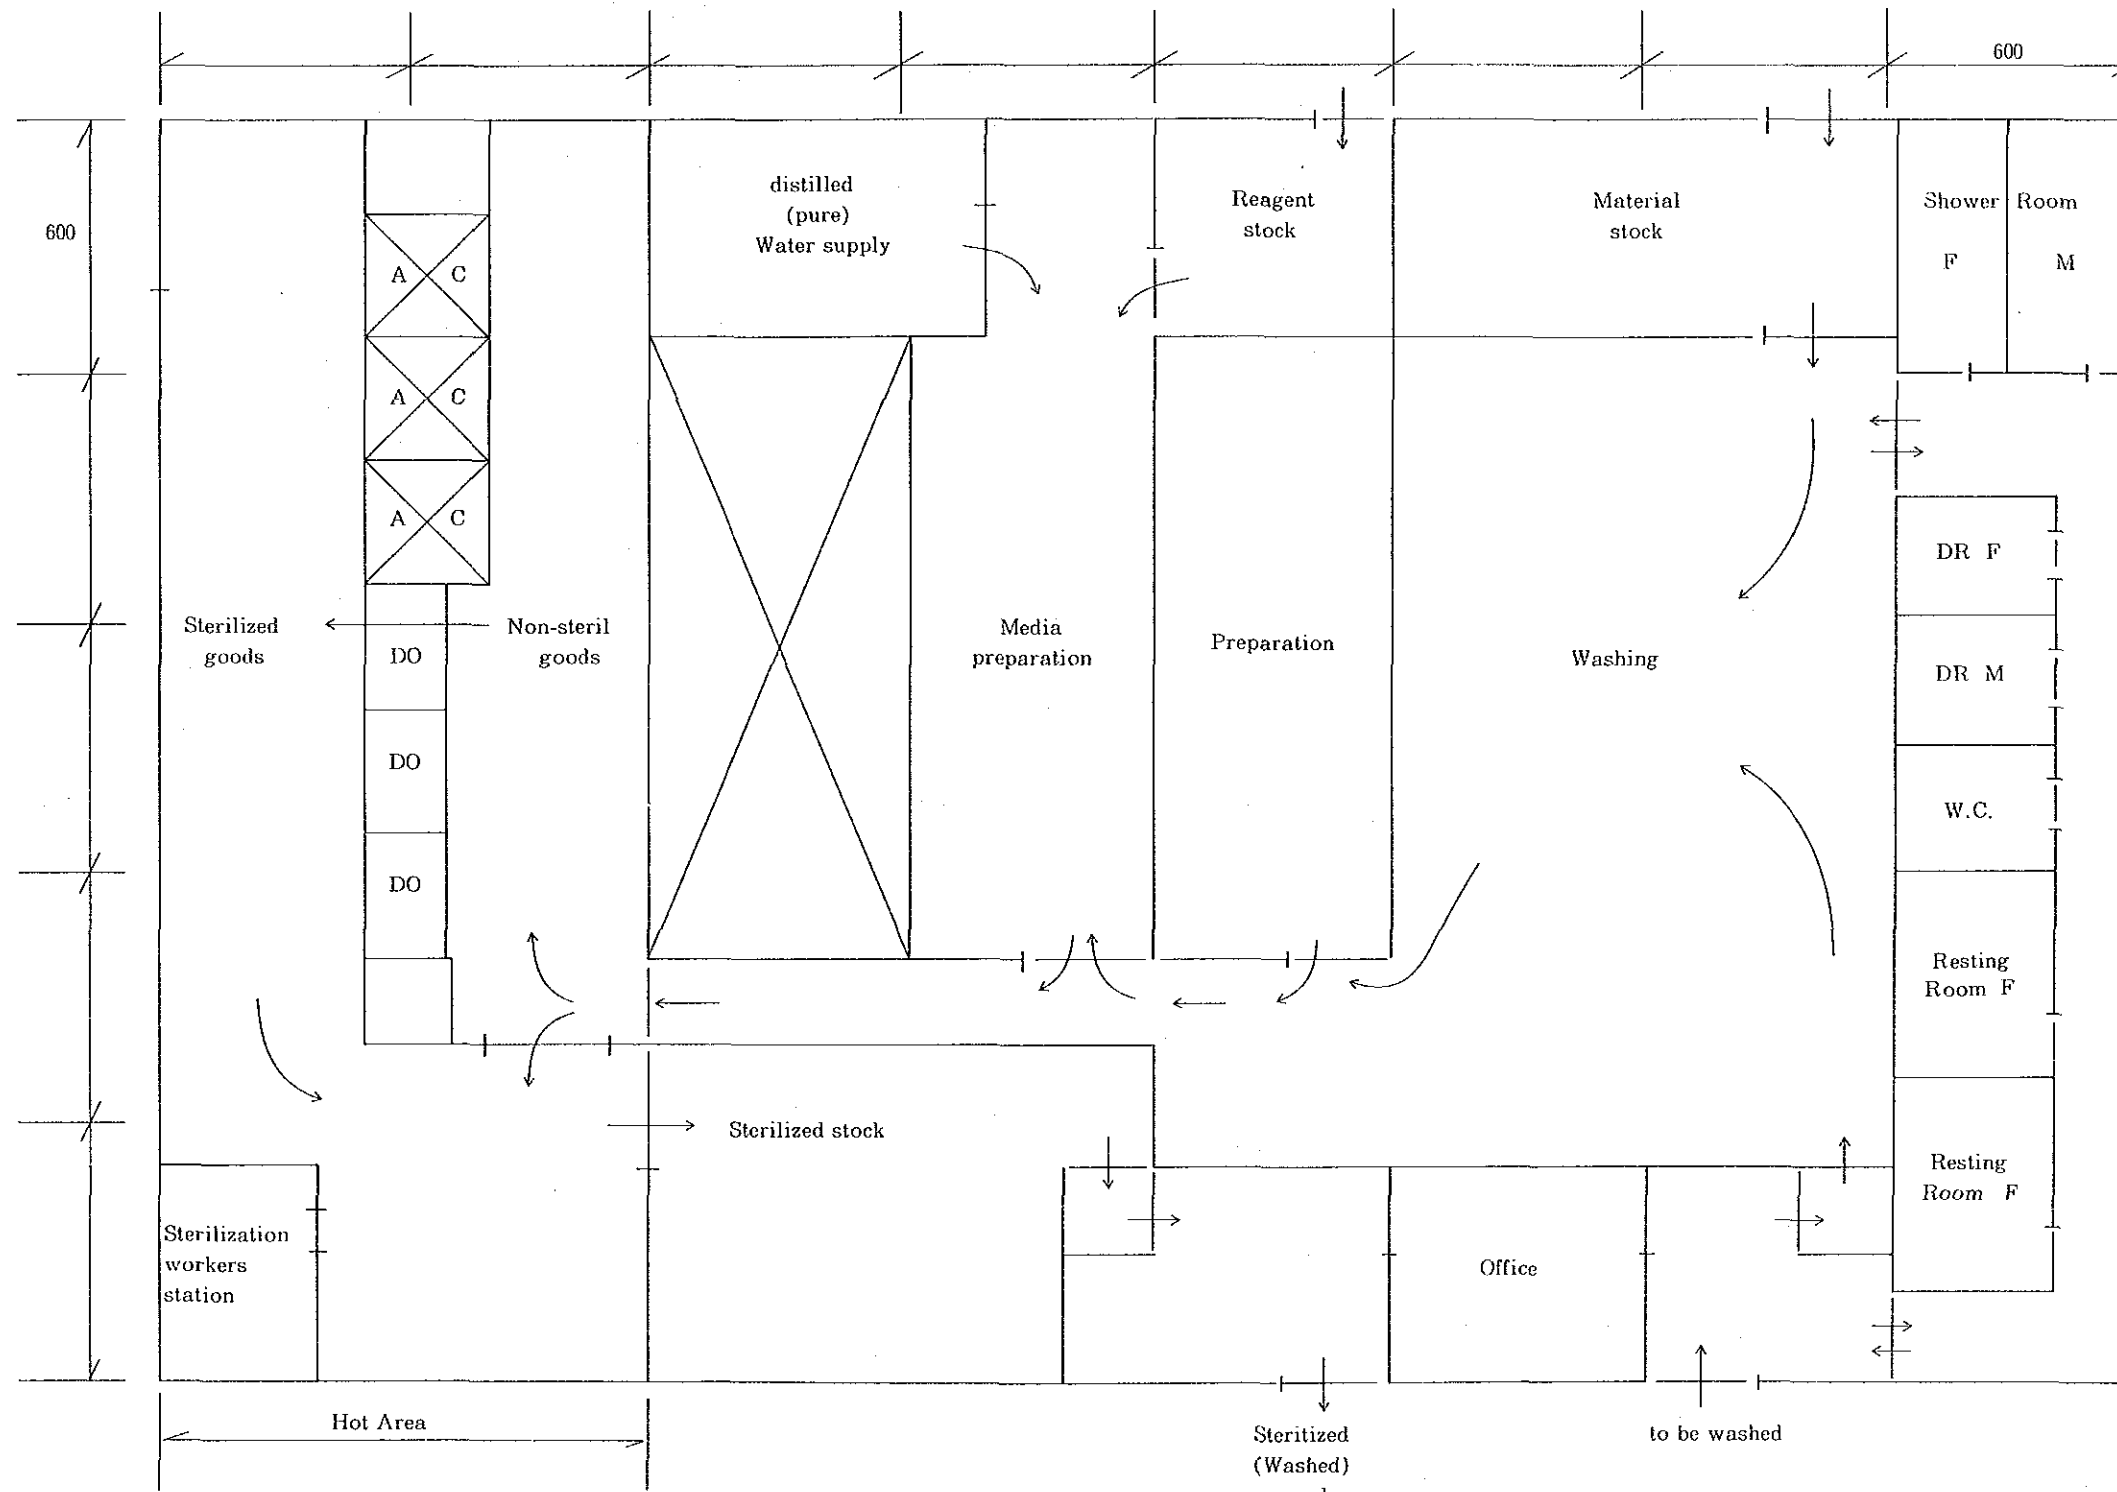 600
600
distilled
(pure)
Water supply
Reagent
stock
Material
stock
Shower Room
F
M
A C
A C
A C
Sterilized
goods
Non-steril
goods
DO
DO
DO
Media
preparation
Preparation
Washing
DR F
DR M
W.C.
Resting
Room F
Resting
Room F
Sterilized stock
Sterilization
workers
station
Office
Hot Area
Steritized
(Washed)
to be washed